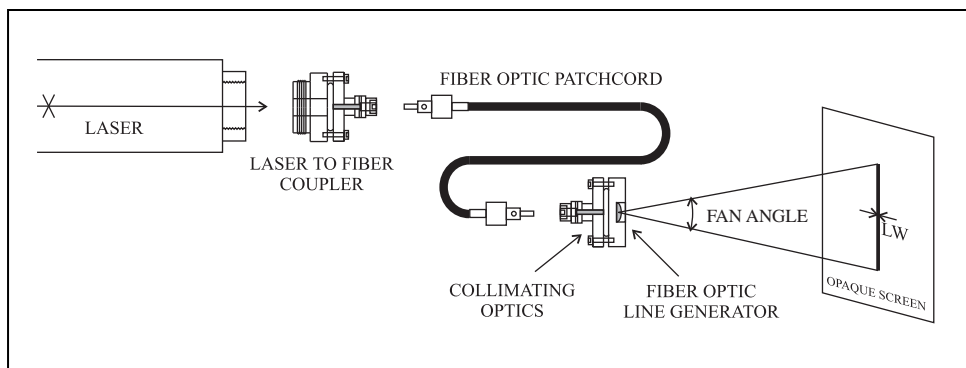 FIBER OPTIC PATCHCORD
LASER
LASER TO FIBER
COUPLER
FAN ANGLE
LW
OPAQUE SCREEN
COLLIMATING
OPTICS
FIBER OPTIC
LINE GENERATOR